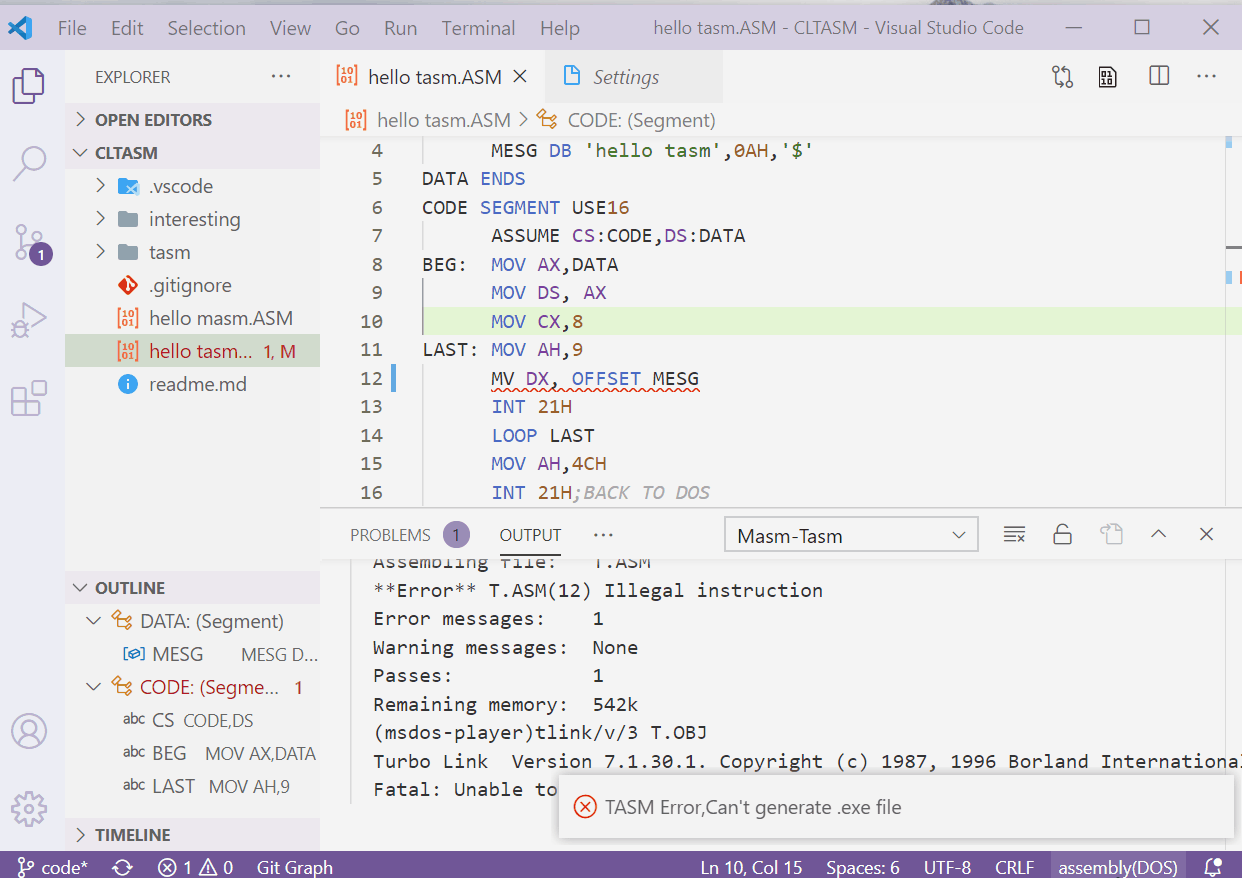 File Edit Selection View Go Run Terminal Help hello tasm.ASM - CLTASM - Visual Studio Code
EXPLORER
OPEN EDITORS
CLTASM
.vscode
interesting
tasm
.gitignore
hello masm.ASM
hello tasm... 1, M
readme.md
OUTLINE
DATA: (Segment)
MESG MESG D...
CODE: (Segme... 1
abc CS CODE,DS
abc BEG MOV AX,DATA
abc LAST MOV AH,9
TIMELINE
1
hello tasm.ASM Settings
hello tasm.ASM > CODE: (Segment)
4 MESG DB 'hello tasm',0AH,'$'
5 DATA ENDS
6 CODE SEGMENT USE16
7 ASSUME CS:CODE,DS:DATA
8 BEG: MOV AX,DATA
9 MOV DS, AX
10 MOV CX,8
11 LAST: MOV AH,9
12 MV DX, OFFSET MESG
13 INT 21H
14 LOOP LAST
15 MOV AH,4CH
16 INT 21H;BACK TO DOS
PROBLEMS 1 OUTPUT ... Masm-Tasm
Assembling file: T.ASM
**Error** T.ASM(12) Illegal instruction
Error messages: 1
Warning messages: None
Passes: 1
Remaining memory: 542k
(msdos-player)tlink/v/3 T.OBJ
Turbo Link Version 7.1.30.1. Copyright (c) 1987, 1996 Borland International
Fatal: Unable to
TASM Error,Can't generate .exe file
code* 1 0 Git Graph Ln 10, Col 15 Spaces: 6 UTF-8 CRLF assembly(DOS)